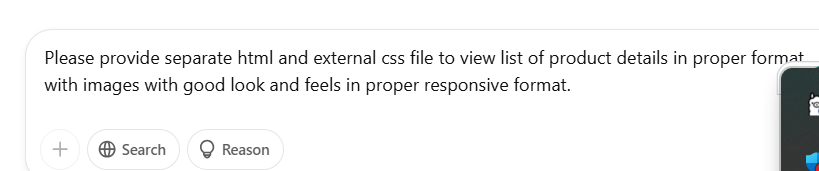 Please provide separate html and external css file to view list of product details in proper format
with images with good look and feels in proper responsive format.
Search
Reason